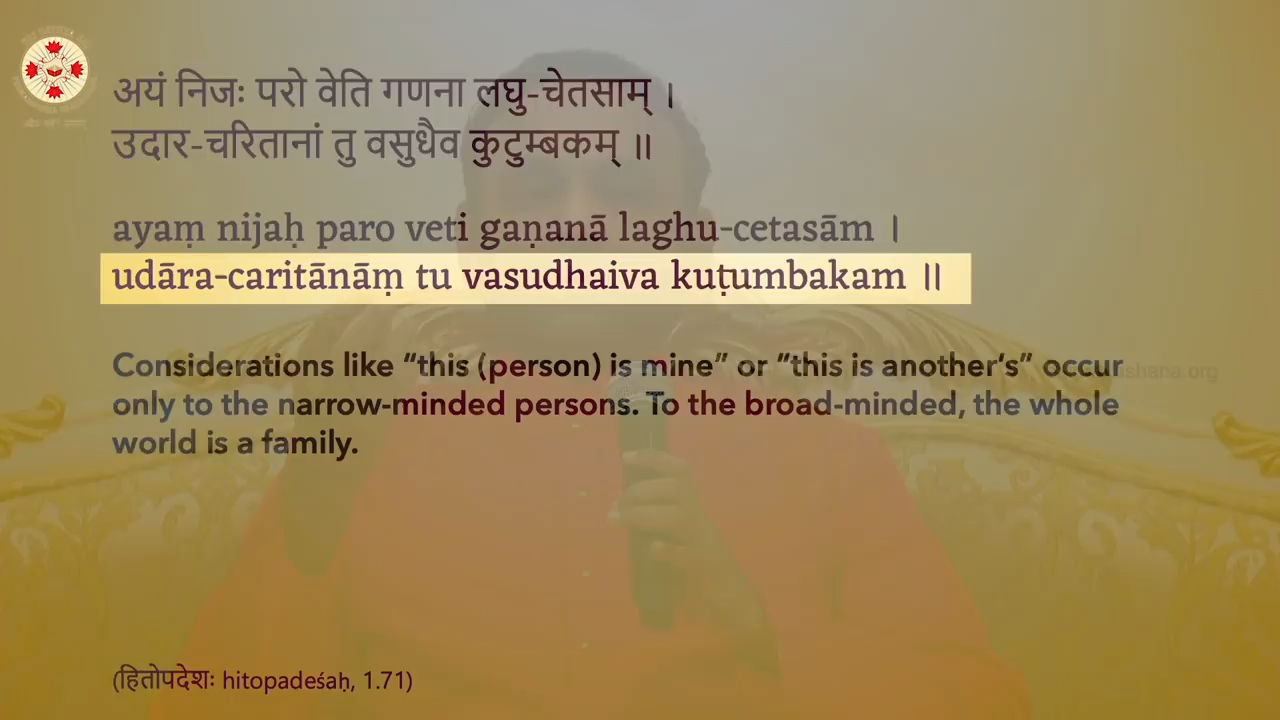 अयं निजः परो वेति गणना लघु-चेतसाम् ।
उदार-चरितानां तु वसुधैव कुटुम्बकम् ॥
ayaṃ nijaḥ paro veti gaṇanā laghu-cetasām ।
udāra-caritānāṃ tu vasudhaiva kuṭumbakam ॥
Considerations like “this (person) is mine” or “this is another‘s” occur
only to the narrow-minded persons. To the broad-minded, the whole
world is a family.
(हितोपदेशः hitopadeśaḥ, 1.71)